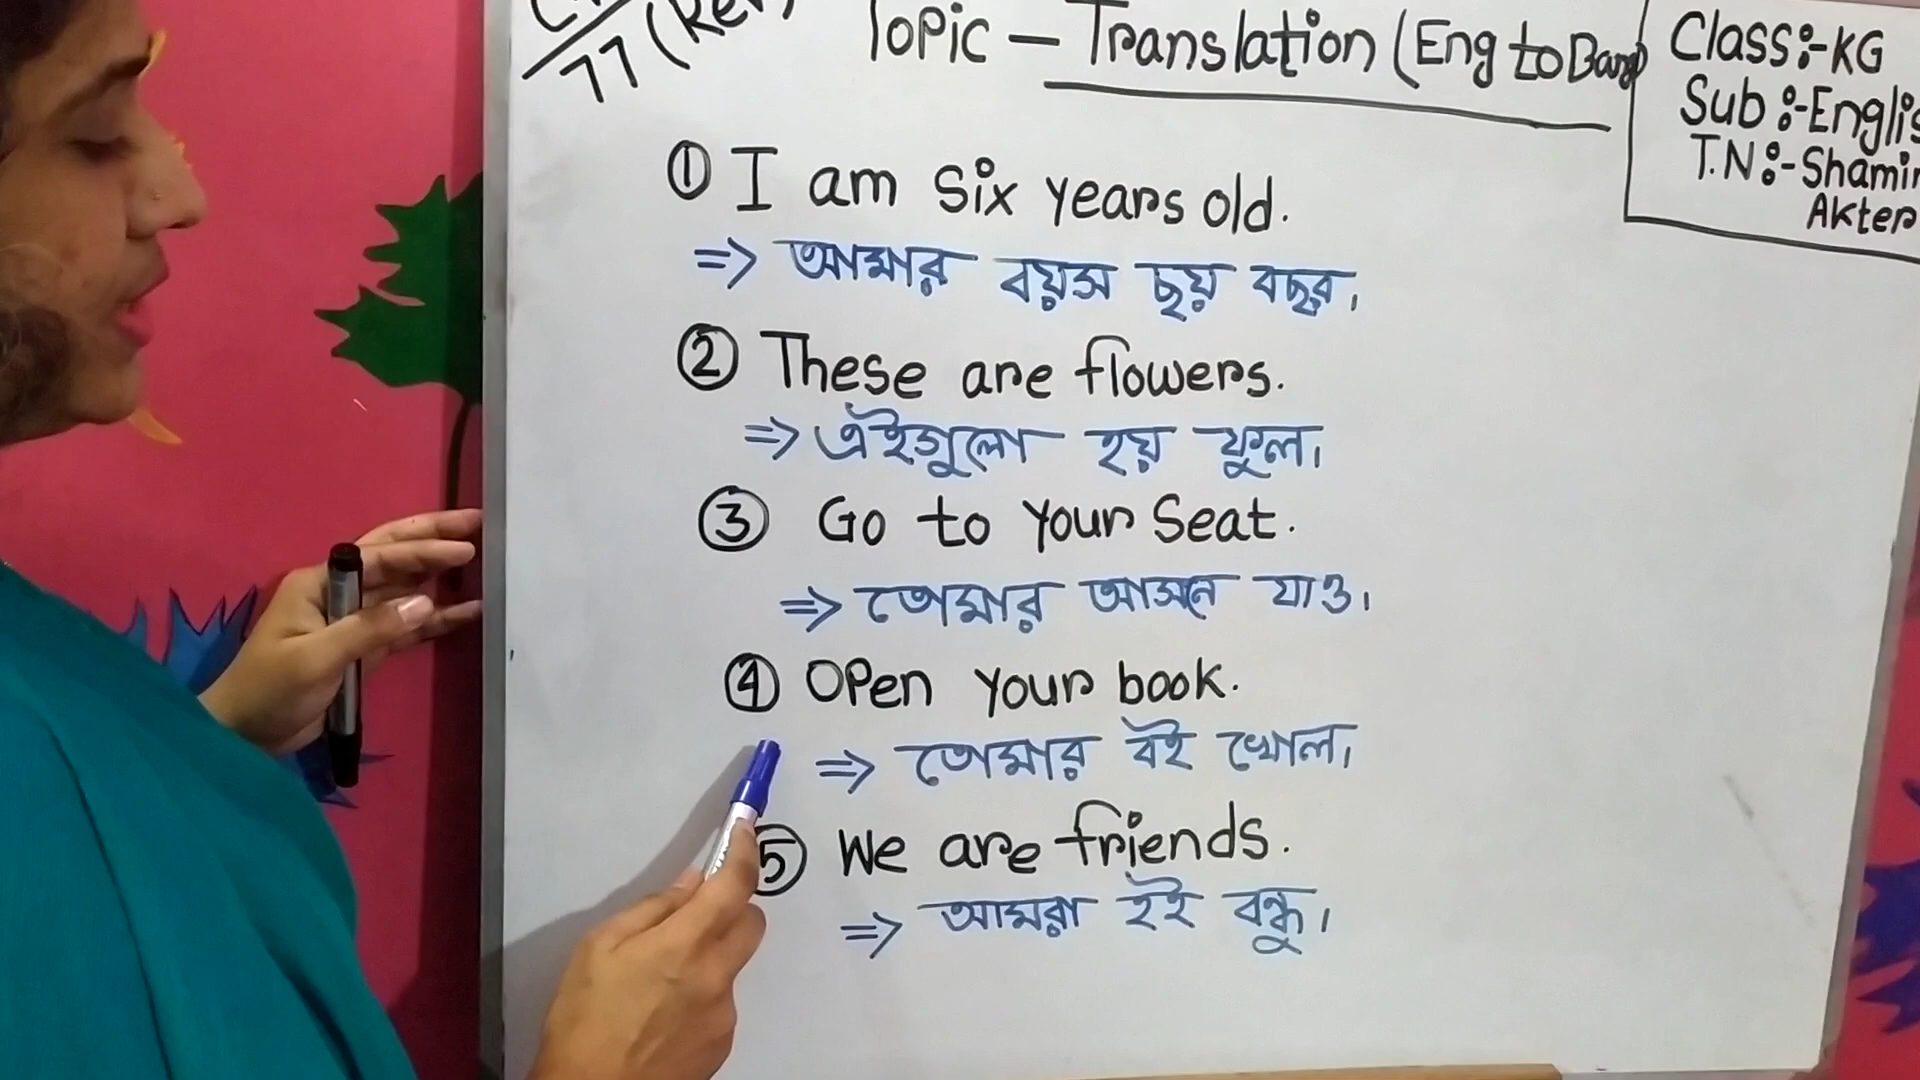 77 (Rev)
Topic - Translation (Eng to Bang)
Class:-KG
Sub:-Englis
T.N:-Shamin
Akter
① I am six years old.
=> আমার বয়স ছয় বছর।
② These are flowers.
=> এইগুলো হয় ফুল।
③ Go to your seat.
=> তোমার আসনে যাও।
④ Open your book.
=> তোমার বই খোল।
⑤ We are friends.
=> আমরা হই বন্ধু।